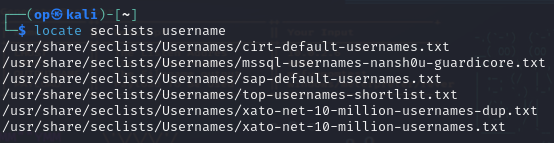 ┌──(op㉿kali)-[~]
└─$ locate seclists username
/usr/share/seclists/Usernames/cirt-default-usernames.txt
/usr/share/seclists/Usernames/mssql-usernames-nansh0u-guardicore.txt
/usr/share/seclists/Usernames/sap-default-usernames.txt
/usr/share/seclists/Usernames/top-usernames-shortlist.txt
/usr/share/seclists/Usernames/xato-net-10-million-usernames-dup.txt
/usr/share/seclists/Usernames/xato-net-10-million-usernames.txt